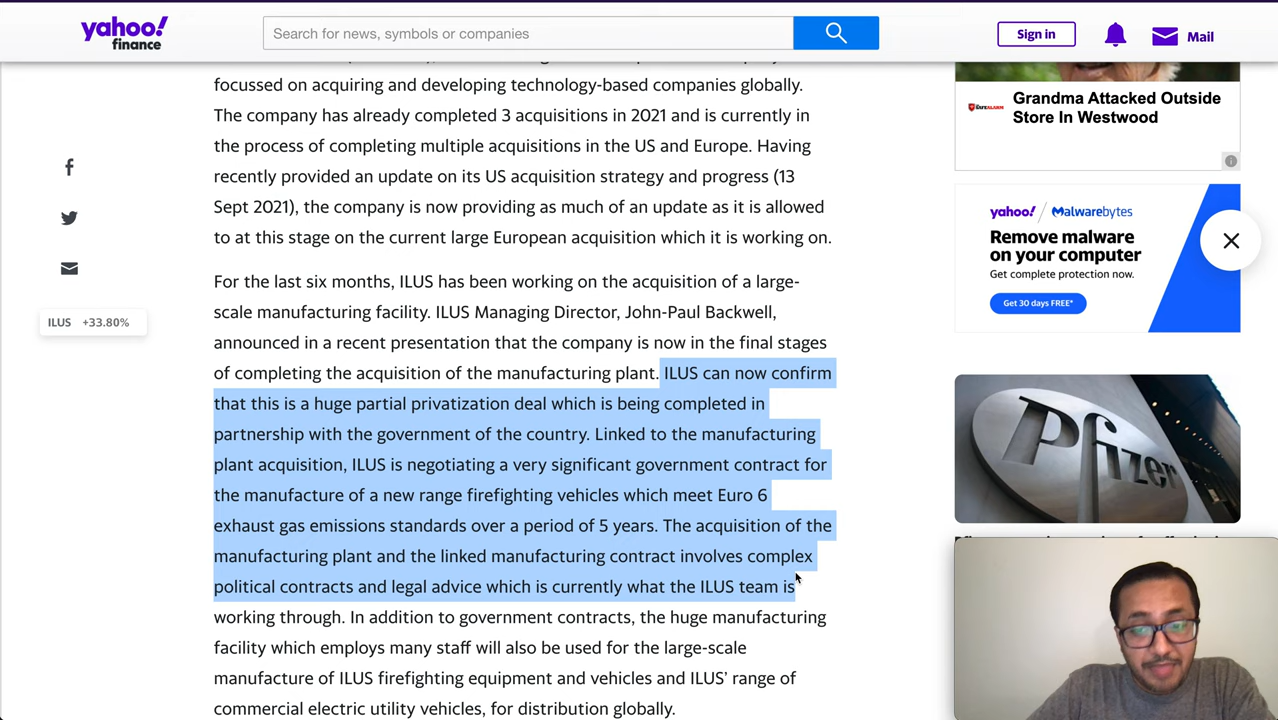 yahoo!
finance
Search for news, symbols or companies
Sign in
Mail
focussed on acquiring and developing technology-based companies globally.
The company has already completed 3 acquisitions in 2021 and is currently in
the process of completing multiple acquisitions in the US and Europe. Having
recently provided an update on its US acquisition strategy and progress (13
Sept 2021), the company is now providing as much of an update as it is allowed
to at this stage on the current large European acquisition which it is working on.
For the last six months, ILUS has been working on the acquisition of a large-
scale manufacturing facility. ILUS Managing Director, John-Paul Backwell,
announced in a recent presentation that the company is now in the final stages
of completing the acquisition of the manufacturing plant. ILUS can now confirm
that this is a huge partial privatization deal which is being completed in
partnership with the government of the country. Linked to the manufacturing
plant acquisition, ILUS is negotiating a very significant government contract for
the manufacture of a new range firefighting vehicles which meet Euro 6
exhaust gas emissions standards over a period of 5 years. The acquisition of the
manufacturing plant and the linked manufacturing contract involves complex
political contracts and legal advice which is currently what the ILUS team is
working through. In addition to government contracts, the huge manufacturing
facility which employs many staff will also be used for the large-scale
manufacture of ILUS firefighting equipment and vehicles and ILUS' range of
commercial electric utility vehicles, for distribution globally.
ILUS +33.80%
Grandma Attacked Outside
Store In Westwood
yahoo! / Malwarebytes
Remove malware
on your computer
Get complete protection now.
Get 30 days FREE*
Pfizer